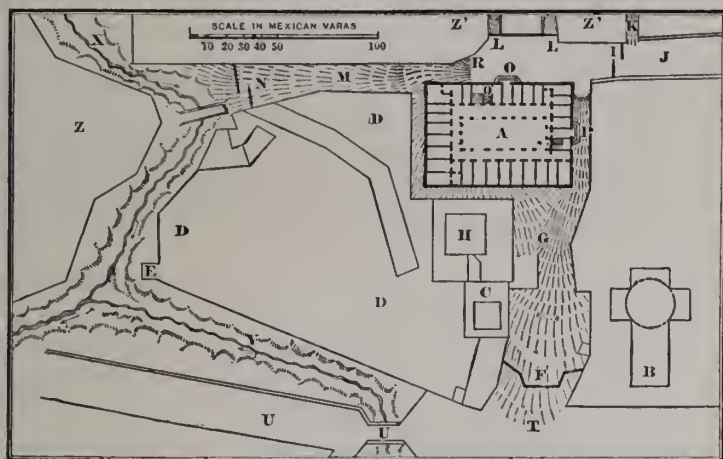 SCALE IN MEXICAN VARAS
10 20 30 40 50 100
Z' Z'
X L L K
R O I J
N M
Z D o
A I'
D H G
E
D C
F B
U T
U